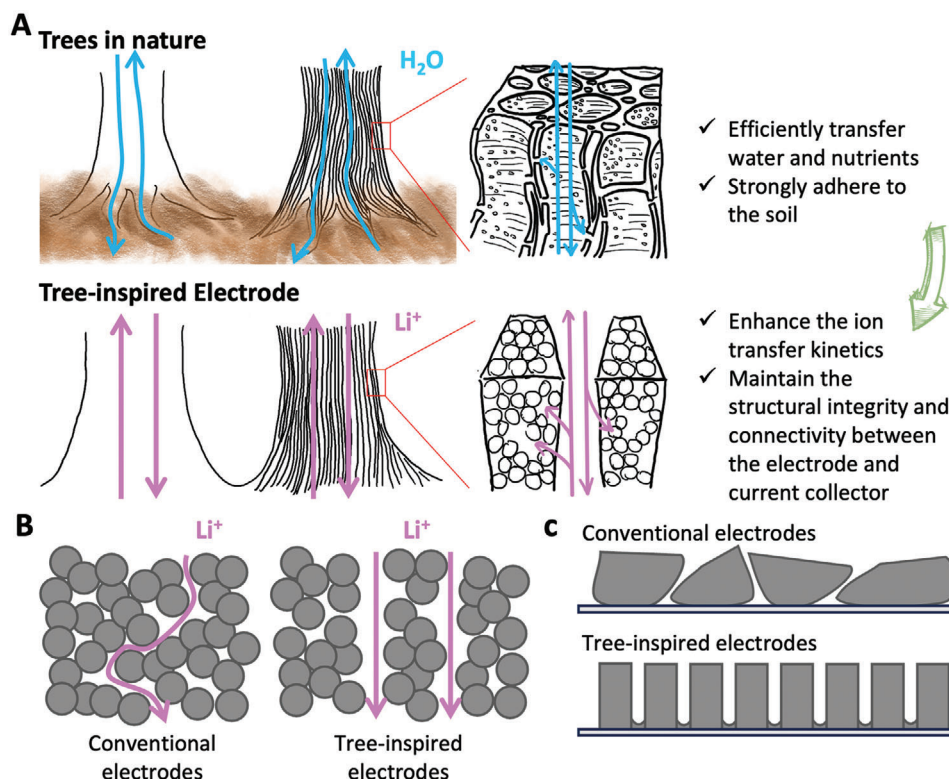 A
Trees in nature
H₂O
✓ Efficiently transfer
water and nutrients
✓ Strongly adhere to
the soil
Tree-inspired Electrode
Li⁺
✓ Enhance the ion
transfer kinetics
✓ Maintain the
structural integrity and
connectivity between
the electrode and
current collector
B
Li⁺
Li⁺
Conventional
electrodes
Tree-inspired
electrodes
c
Conventional electrodes
Tree-inspired electrodes